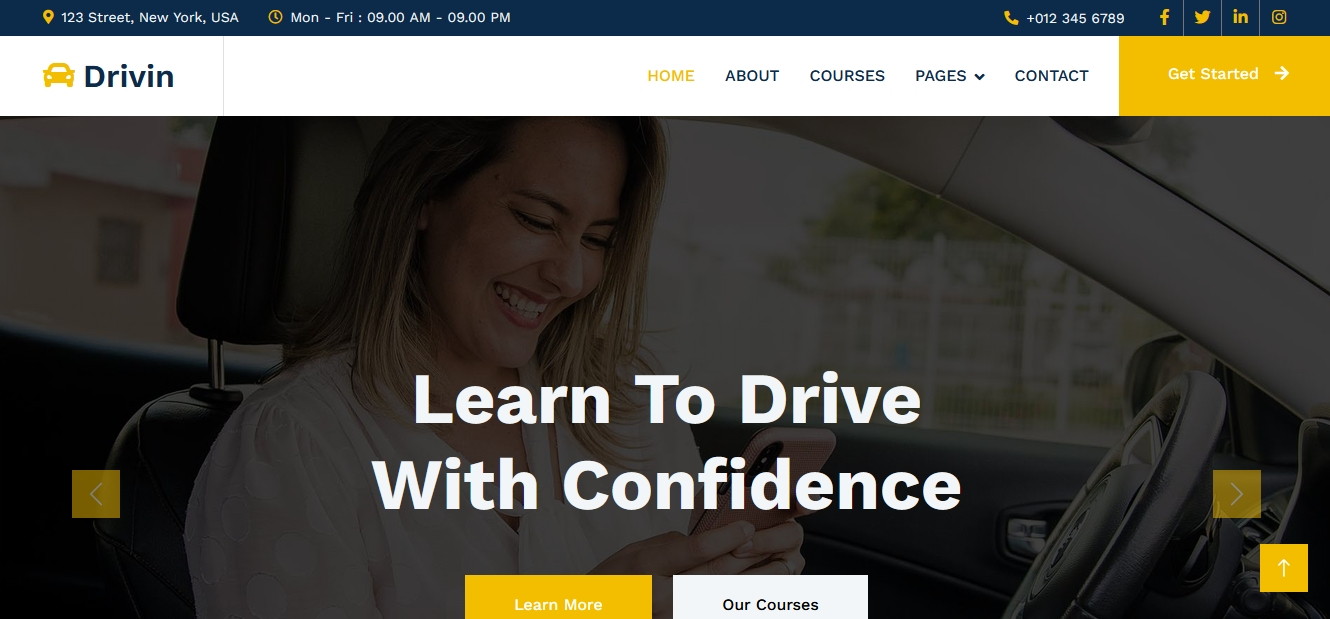 123 Street, New York, USA
Mon - Fri : 09.00 AM - 09.00 PM
+012 345 6789
Drivin
HOME
ABOUT
COURSES
PAGES
CONTACT
Get Started
Learn To Drive
With Confidence
Learn More
Our Courses